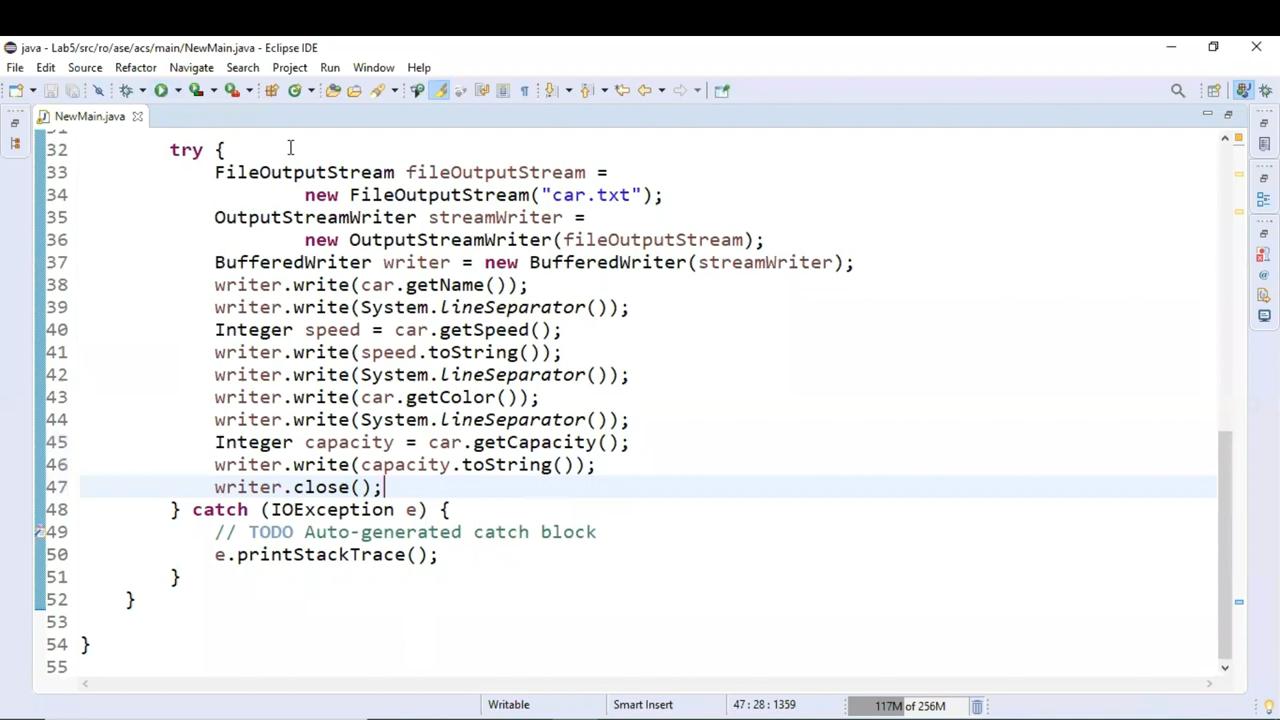 java - Lab5/src/ro/ase/acs/main/NewMain.java - Eclipse IDE
File Edit Source Refactor Navigate Search Project Run Window Help
NewMain.java
32 try {
33 FileOutputStream fileOutputStream =
34 new FileOutputStream("car.txt");
35 OutputStreamWriter streamWriter =
36 new OutputStreamWriter(fileOutputStream);
37 BufferedWriter writer = new BufferedWriter(streamWriter);
38 writer.write(car.getName());
39 writer.write(System.lineSeparator());
40 Integer speed = car.getSpeed();
41 writer.write(speed.toString());
42 writer.write(System.lineSeparator());
43 writer.write(car.getColor());
44 writer.write(System.lineSeparator());
45 Integer capacity = car.getCapacity();
46 writer.write(capacity.toString());
47 writer.close();
48 } catch (IOException e) {
49 // TODO Auto-generated catch block
50 e.printStackTrace();
51 }
52 }
53
54 }
55
Writable Smart Insert 47 : 28 : 1359 117M of 256M